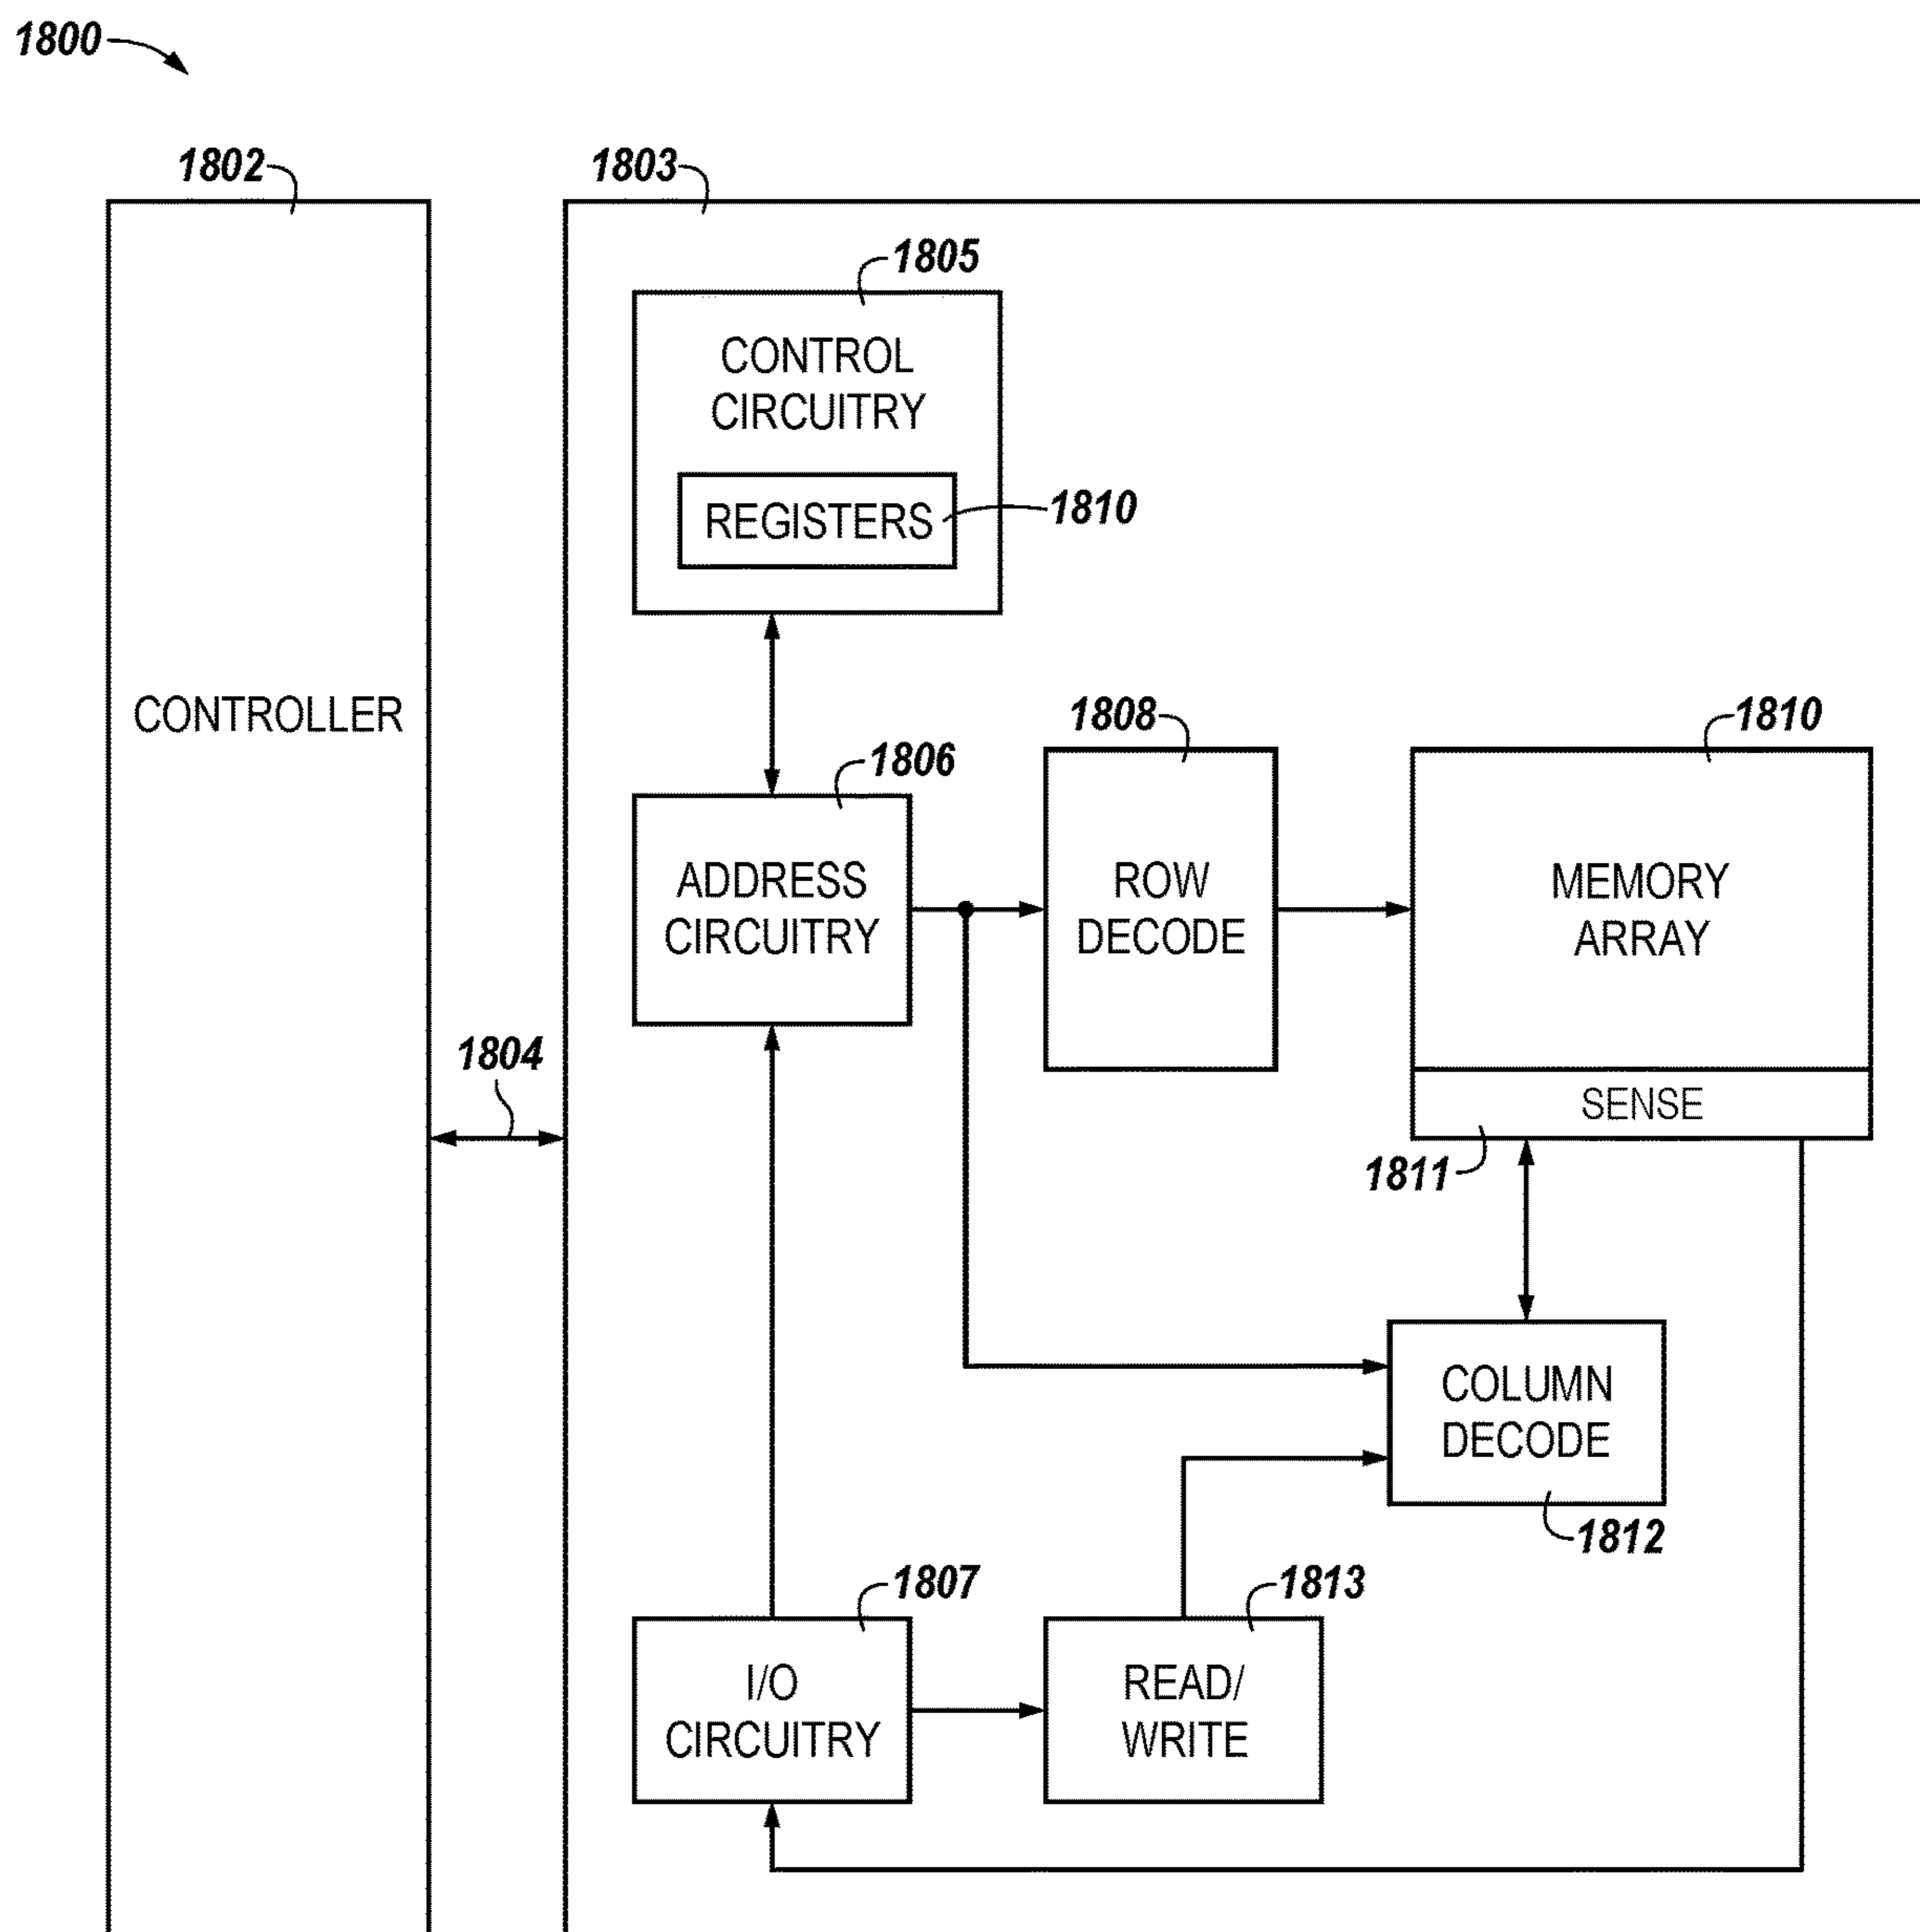 1800
1802
1803
1805
CONTROL
CIRCUITRY
REGISTERS
1810
CONTROLLER
1806
1808
1810
ADDRESS
CIRCUITRY
ROW
DECODE
MEMORY
ARRAY
1804
SENSE
1811
COLUMN
DECODE
1812
1807
1813
I/O
CIRCUITRY
READ/
WRITE